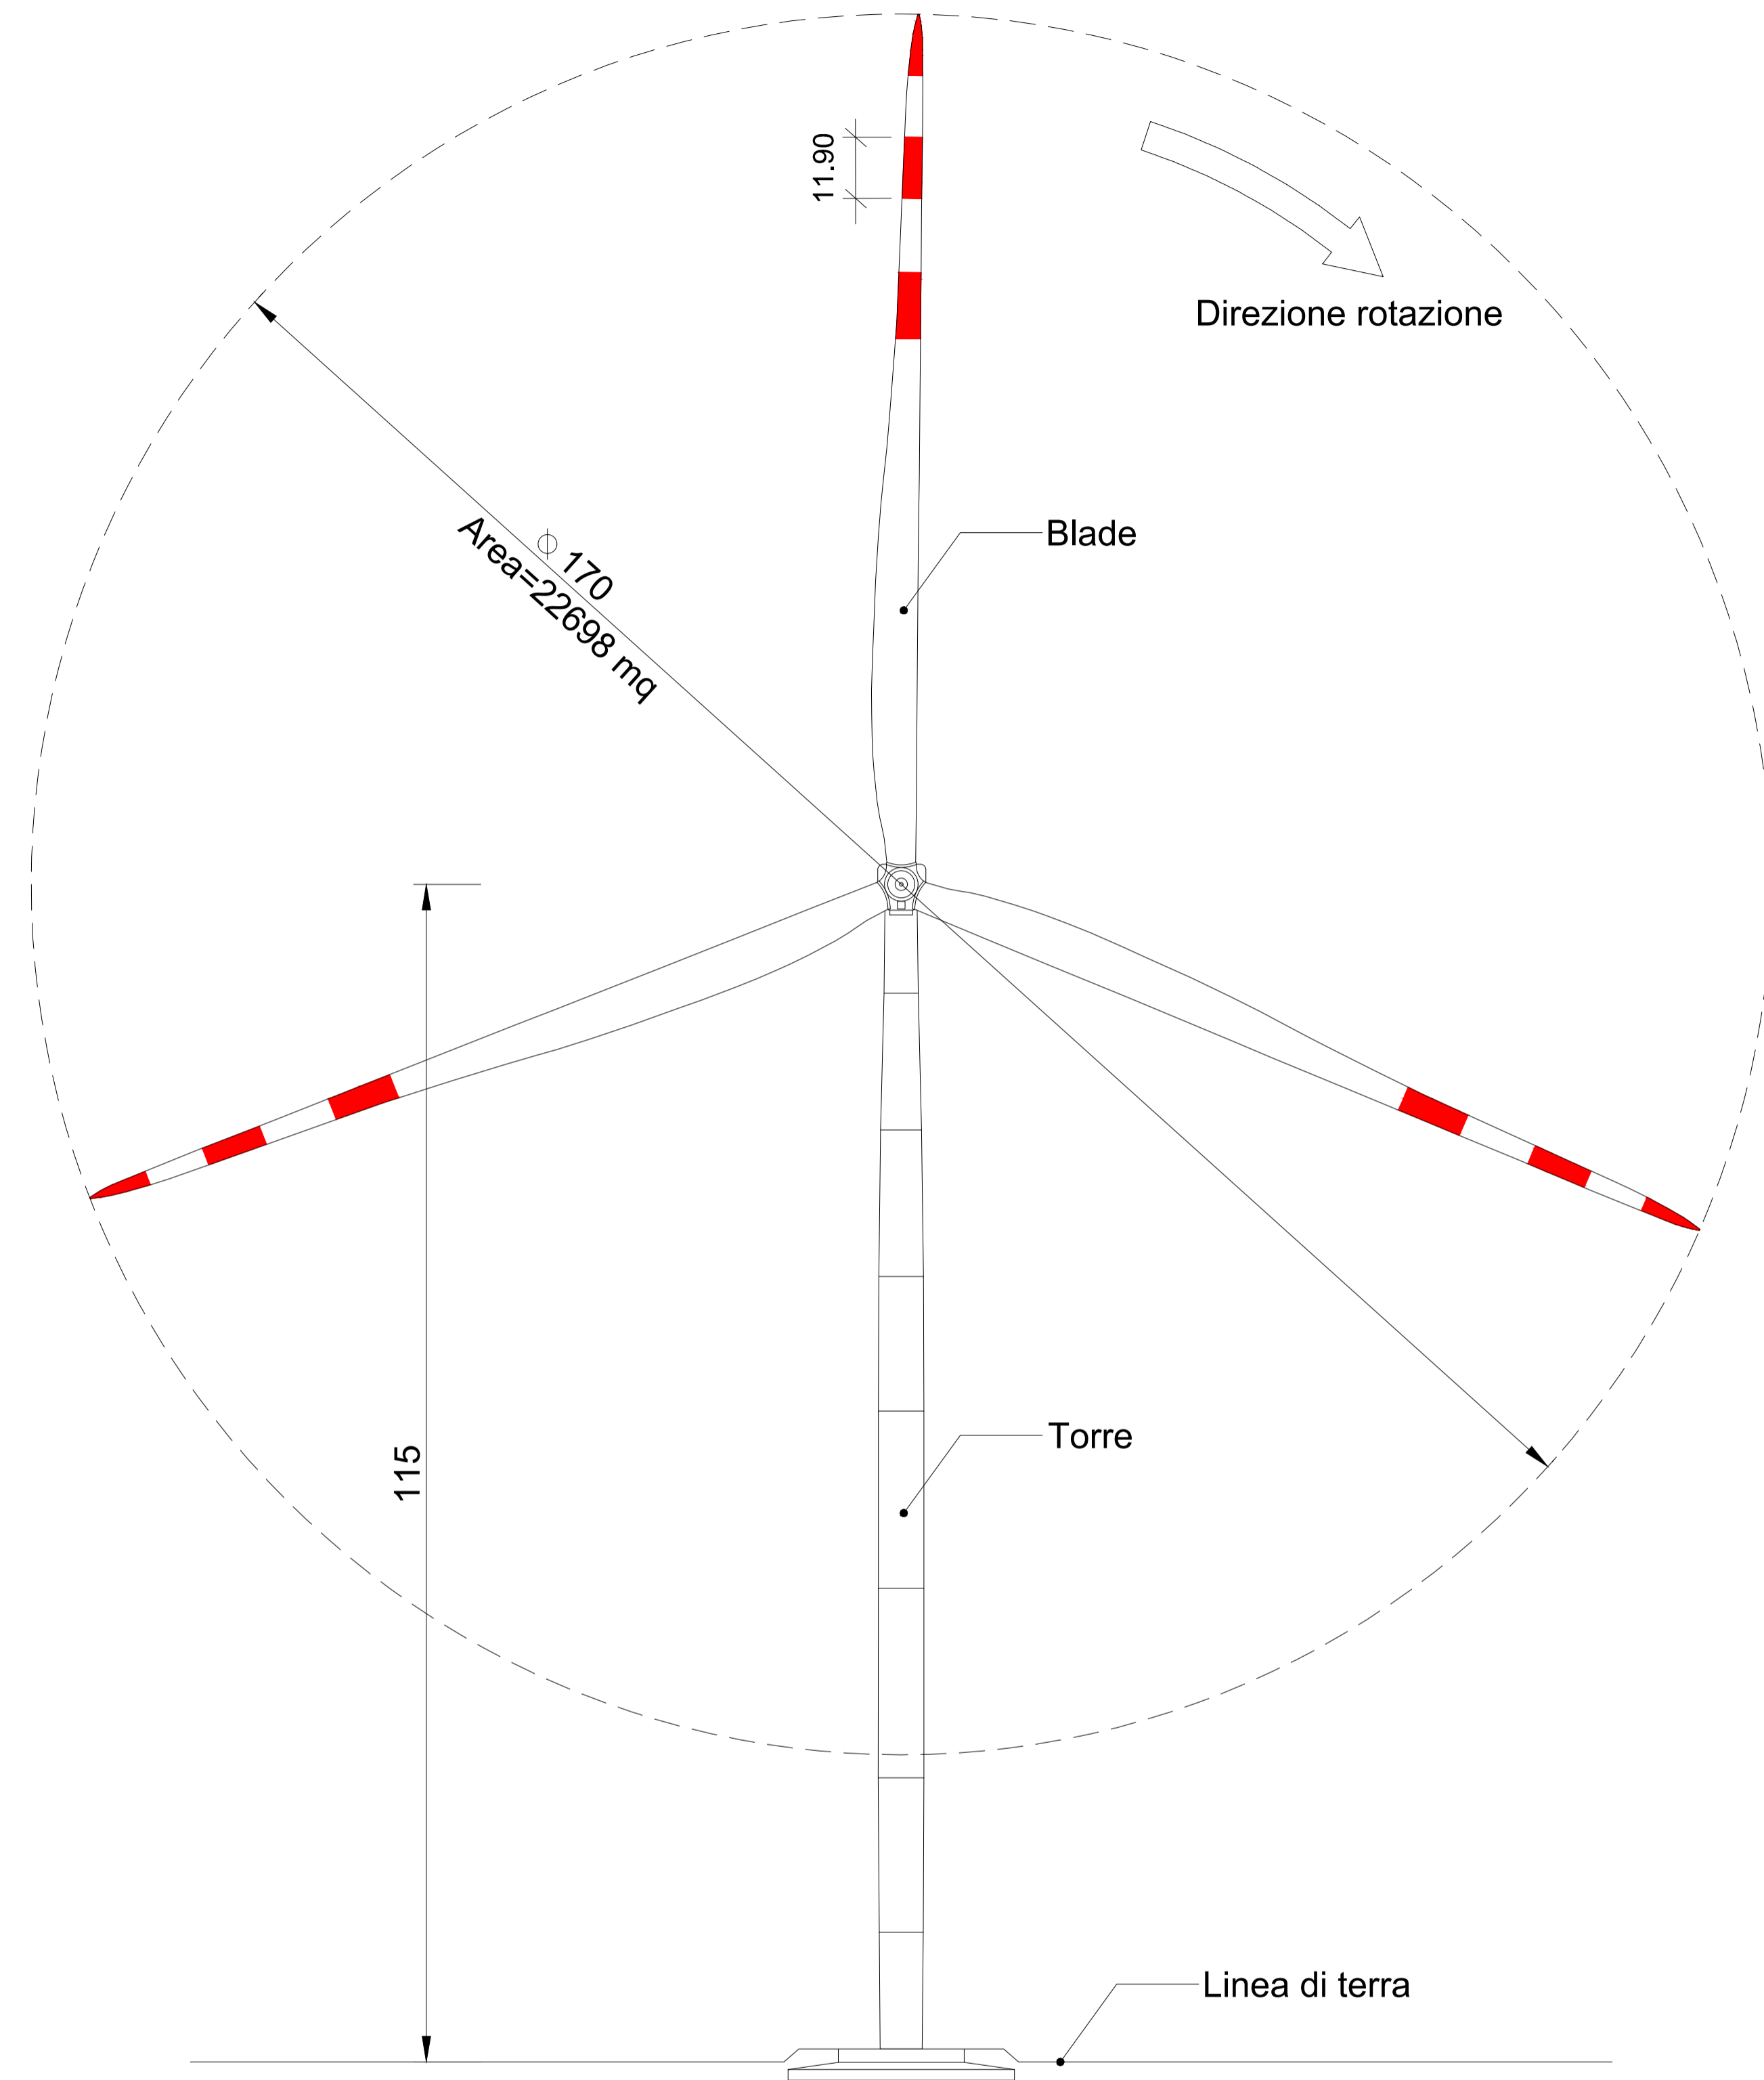 11.90
Direzione rotazione
Blade
⌀ 170
Area=22698 mq
115
Torre
Linea di terra